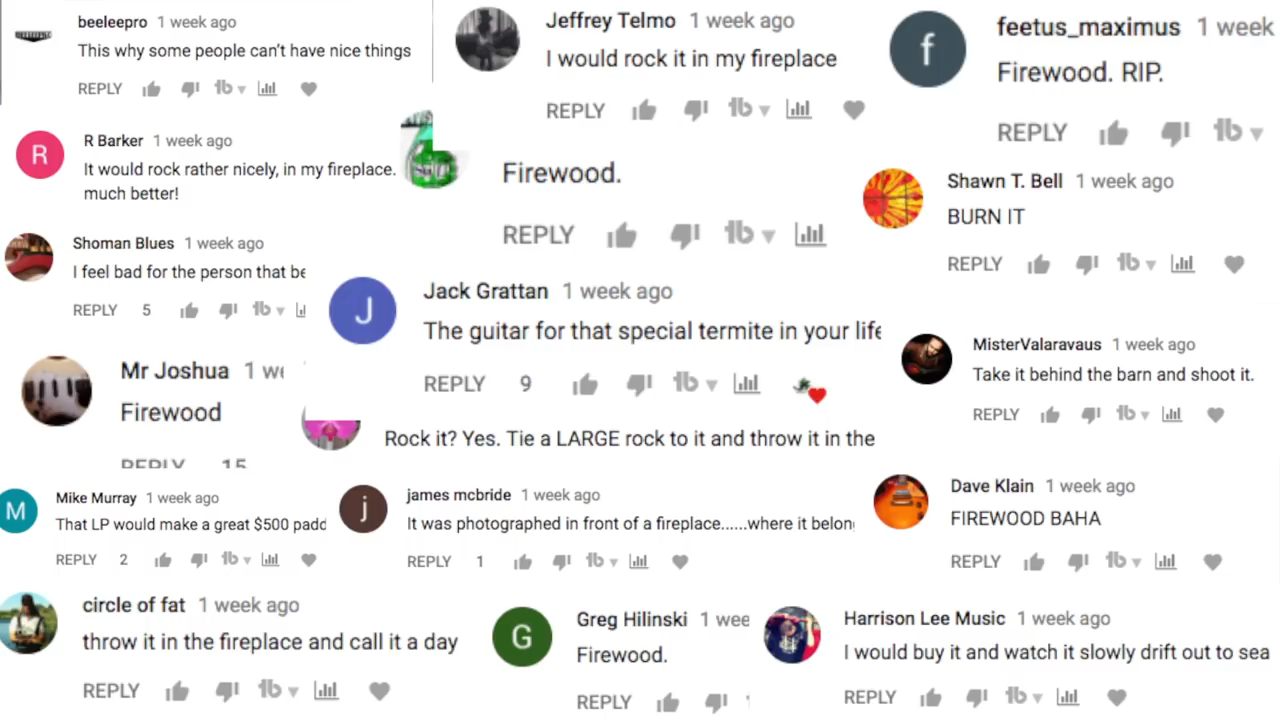 beeleepro 1 week ago
This why some people can't have nice things
REPLY
Jeffrey Telmo 1 week ago
I would rock it in my fireplace
REPLY
feetus_maximus 1 week
Firewood. RIP.
REPLY
R Barker 1 week ago
It would rock rather nicely, in my fireplace.
much better!
Firewood.
REPLY
Shawn T. Bell 1 week ago
BURN IT
REPLY
Shoman Blues 1 week ago
I feel bad for the person that be
REPLY 5
Jack Grattan 1 week ago
The guitar for that special termite in your life
REPLY 9
MisterValaravaus 1 week ago
Take it behind the barn and shoot it.
REPLY
Mr Joshua 1 we
Firewood
REPLY 15
Rock it? Yes. Tie a LARGE rock to it and throw it in the
Mike Murray 1 week ago
That LP would make a great $500 padd
REPLY 2
james mcbride 1 week ago
It was photographed in front of a fireplace......where it belon
REPLY 1
Dave Klain 1 week ago
FIREWOOD BAHA
REPLY
circle of fat 1 week ago
throw it in the fireplace and call it a day
REPLY
Greg Hilinski 1 wee
Firewood.
REPLY
Harrison Lee Music 1 week ago
I would buy it and watch it slowly drift out to sea
REPLY